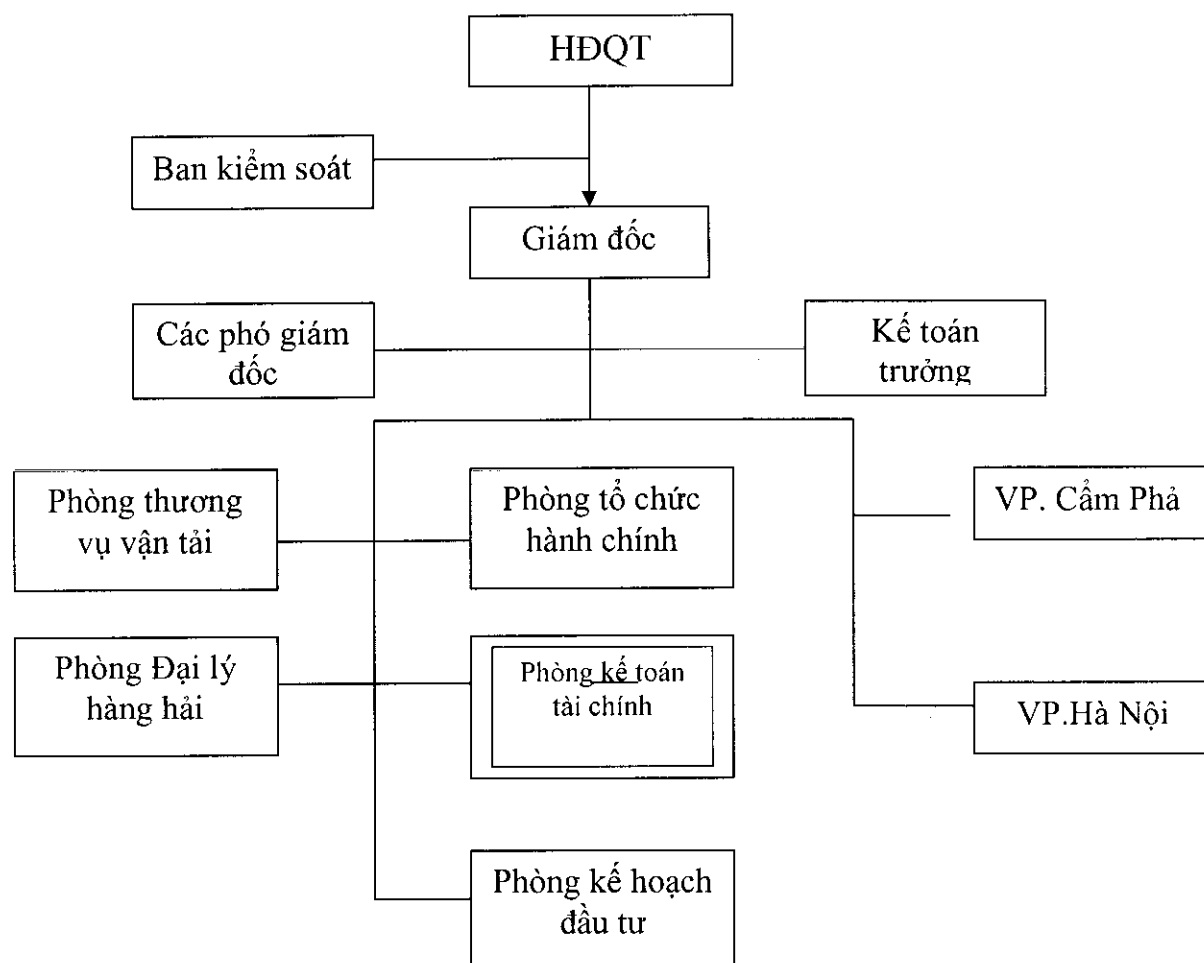 HĐQT
Ban kiểm soát
Giám đốc
Các phó giám
đốc
Kế toán
trưởng
Phòng thương
vụ vận tải
Phòng tổ chức
hành chính
VP. Cẩm Phả
Phòng Đại lý
hàng hải
Phòng kế toán
tài chính
VP.Hà Nội
Phòng kế hoạch
đầu tư